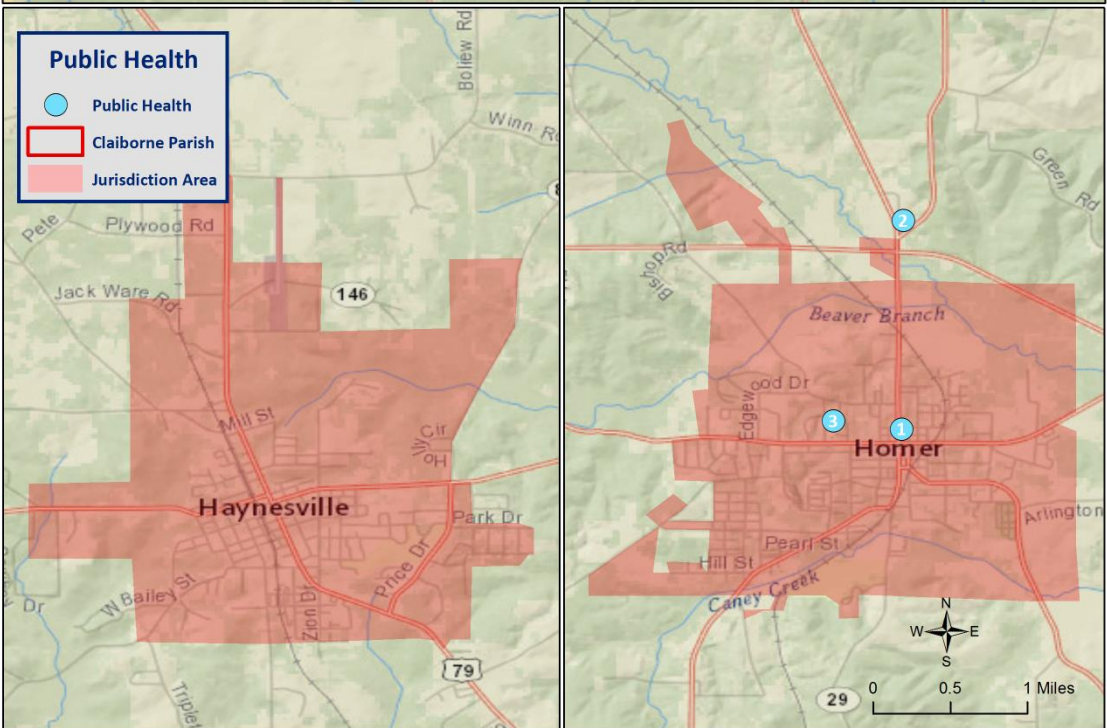 Public Health
Public Health
Claiborne Parish
Jurisdiction Area
Bollew Rd
Winn Rd
Pete
Plywood Rd
Jack Ware Rd
146
Mill St
Haynesville
Park Dr
Price Dr
W Bailey St
Zion Dr
Dr
79
Green Rd
2
Bishop Rd
Beaver Branch
Edgewood Dr
3
1
Homer
Arlington
Pearl St
Hill St
Caney Creek
N
W
E
S
29
0
0.5
1 Miles